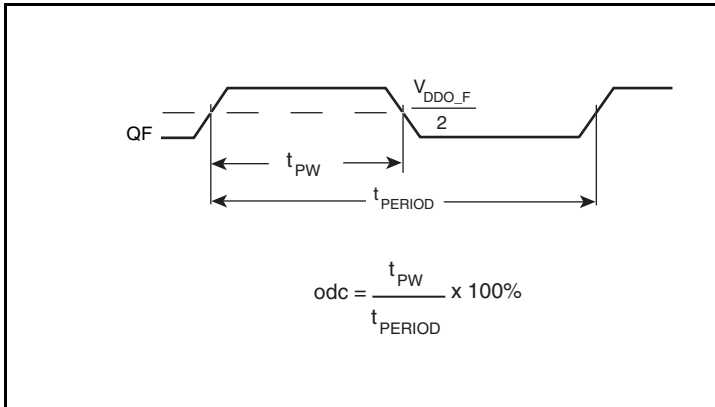 V_DDO_F
2
QF
t_PW
t_PERIOD
odc = t_PW / t_PERIOD x 100%